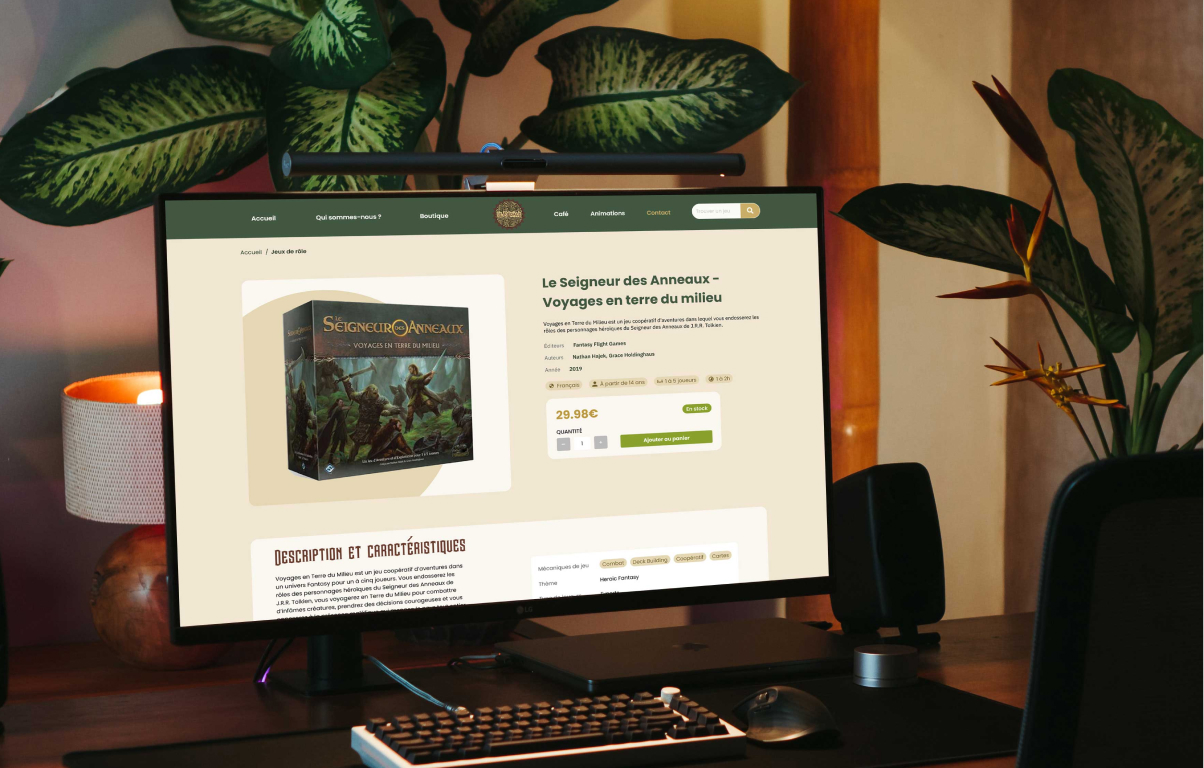 Accueil
Qui sommes-nous ?
Boutique
Café
Animations
Contact
Trouver un jeu
Accueil / Jeux de rôle
LE
SEIGNEUR DES ANNEAUX
VOYAGES EN TERRE DU MILIEU
Le Seigneur des Anneaux -
Voyages en terre du milieu
Voyages en Terre du Milieu est un jeu coopératif d'aventures dans lequel vous endosserez les
rôles des personnages héroïques du Seigneur des Anneaux de J.R.R. Tolkien.
Éditeurs Fantasy Flight Games
Auteurs Nathan Hajek, Grace Holdinghaus
Année 2019
Français
À partir de 14 ans
1 à 5 joueurs
1 à 2h
29.98€
En stock
QUANTITÉ
- 1 +
Ajouter au panier
DESCRIPTION ET CARACTÉRISTIQUES
Voyages en Terre du Milieu est un jeu coopératif d'aventures dans
un univers Fantasy pour un à cinq joueurs. Vous endosserez les
rôles des personnages héroïques du Seigneur des Anneaux de
J.R.R. Tolkien, vous voyagerez en Terre du Milieu pour combattre
d'infâmes créatures, prendrez des décisions courageuses et vous
Mécaniques de jeu
Combat
Deck Building
Coopératif
Cartes
Thème
Heroic Fantasy
LG